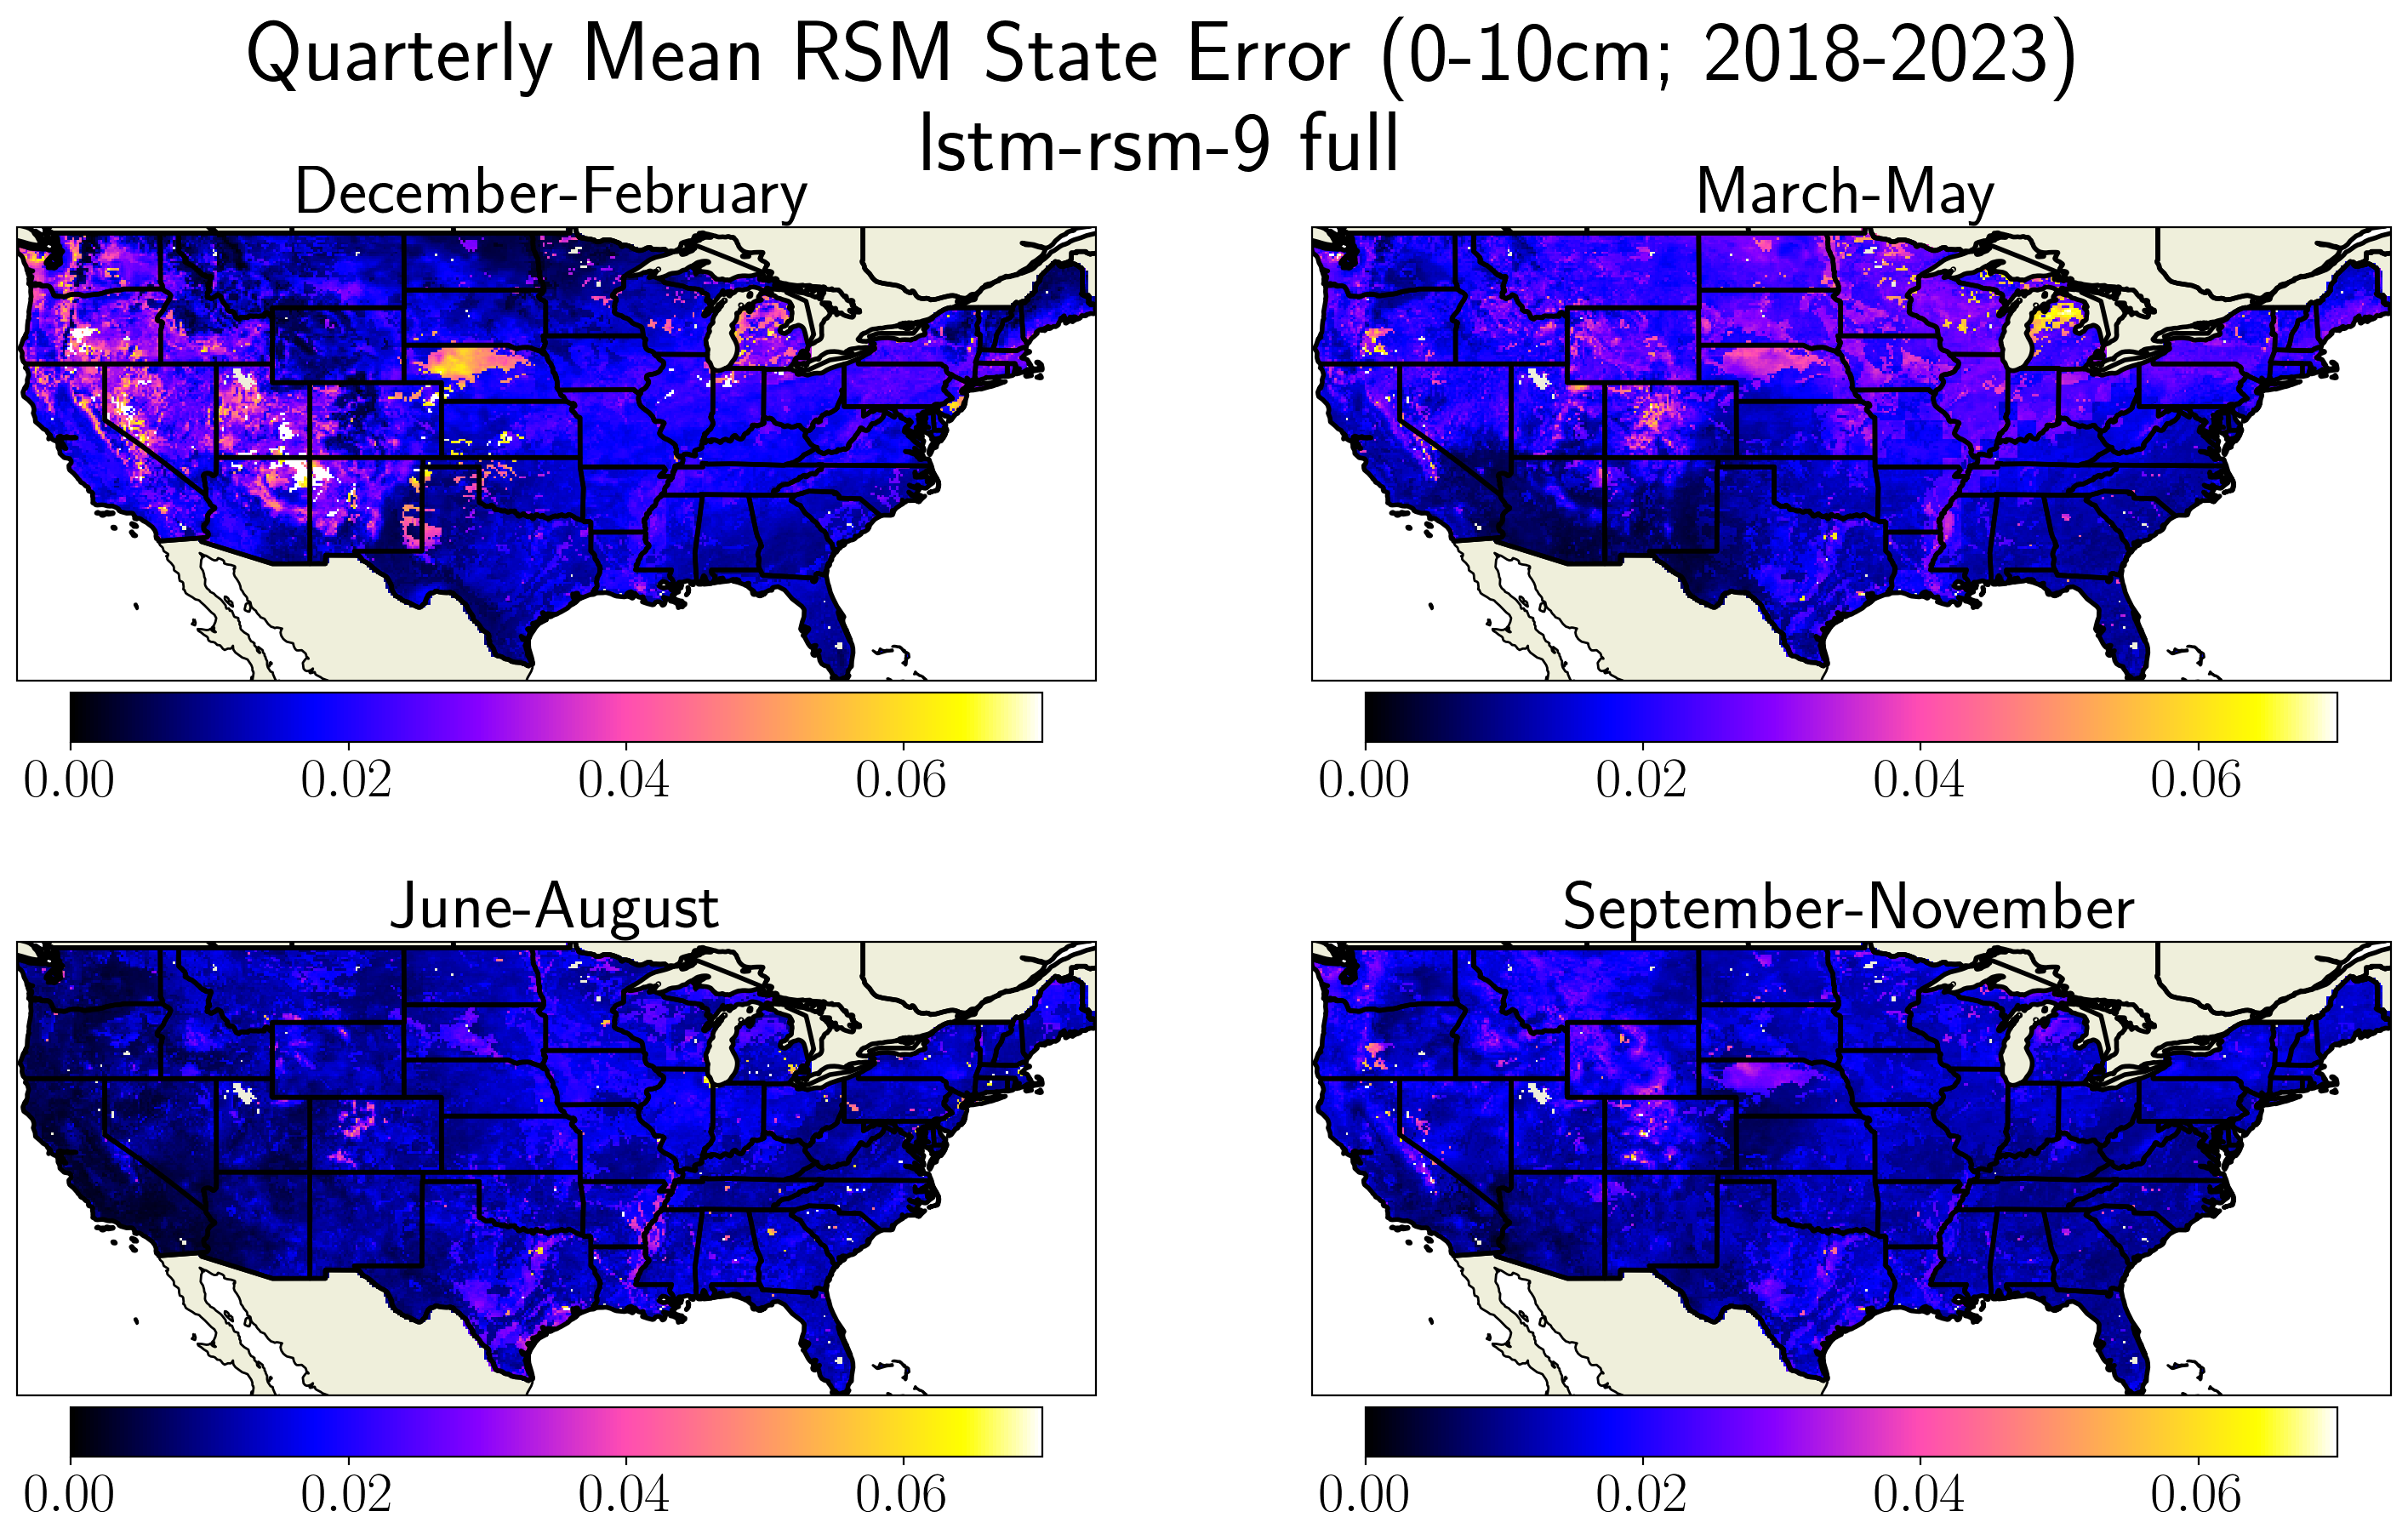 Quarterly Mean RSM State Error (0-10cm; 2018-2023)
lstm-rsm-9 full
December-February
March-May
0.00 0.02 0.04 0.06
0.00 0.02 0.04 0.06
June-August
September-November
0.00 0.02 0.04 0.06
0.00 0.02 0.04 0.06